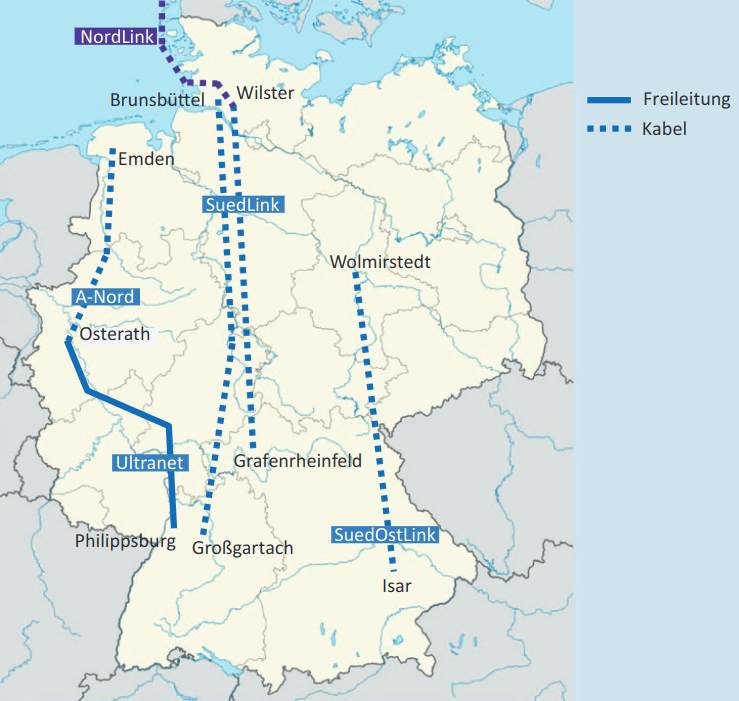 NordLink
Brunsbüttel
Wilster
Freileitung
Kabel
Emden
SuedLink
Wolmirstedt
A-Nord
Osterath
Ultranet
Grafenrheinfeld
Philippsburg
Großgartach
SuedOstLink
Isar